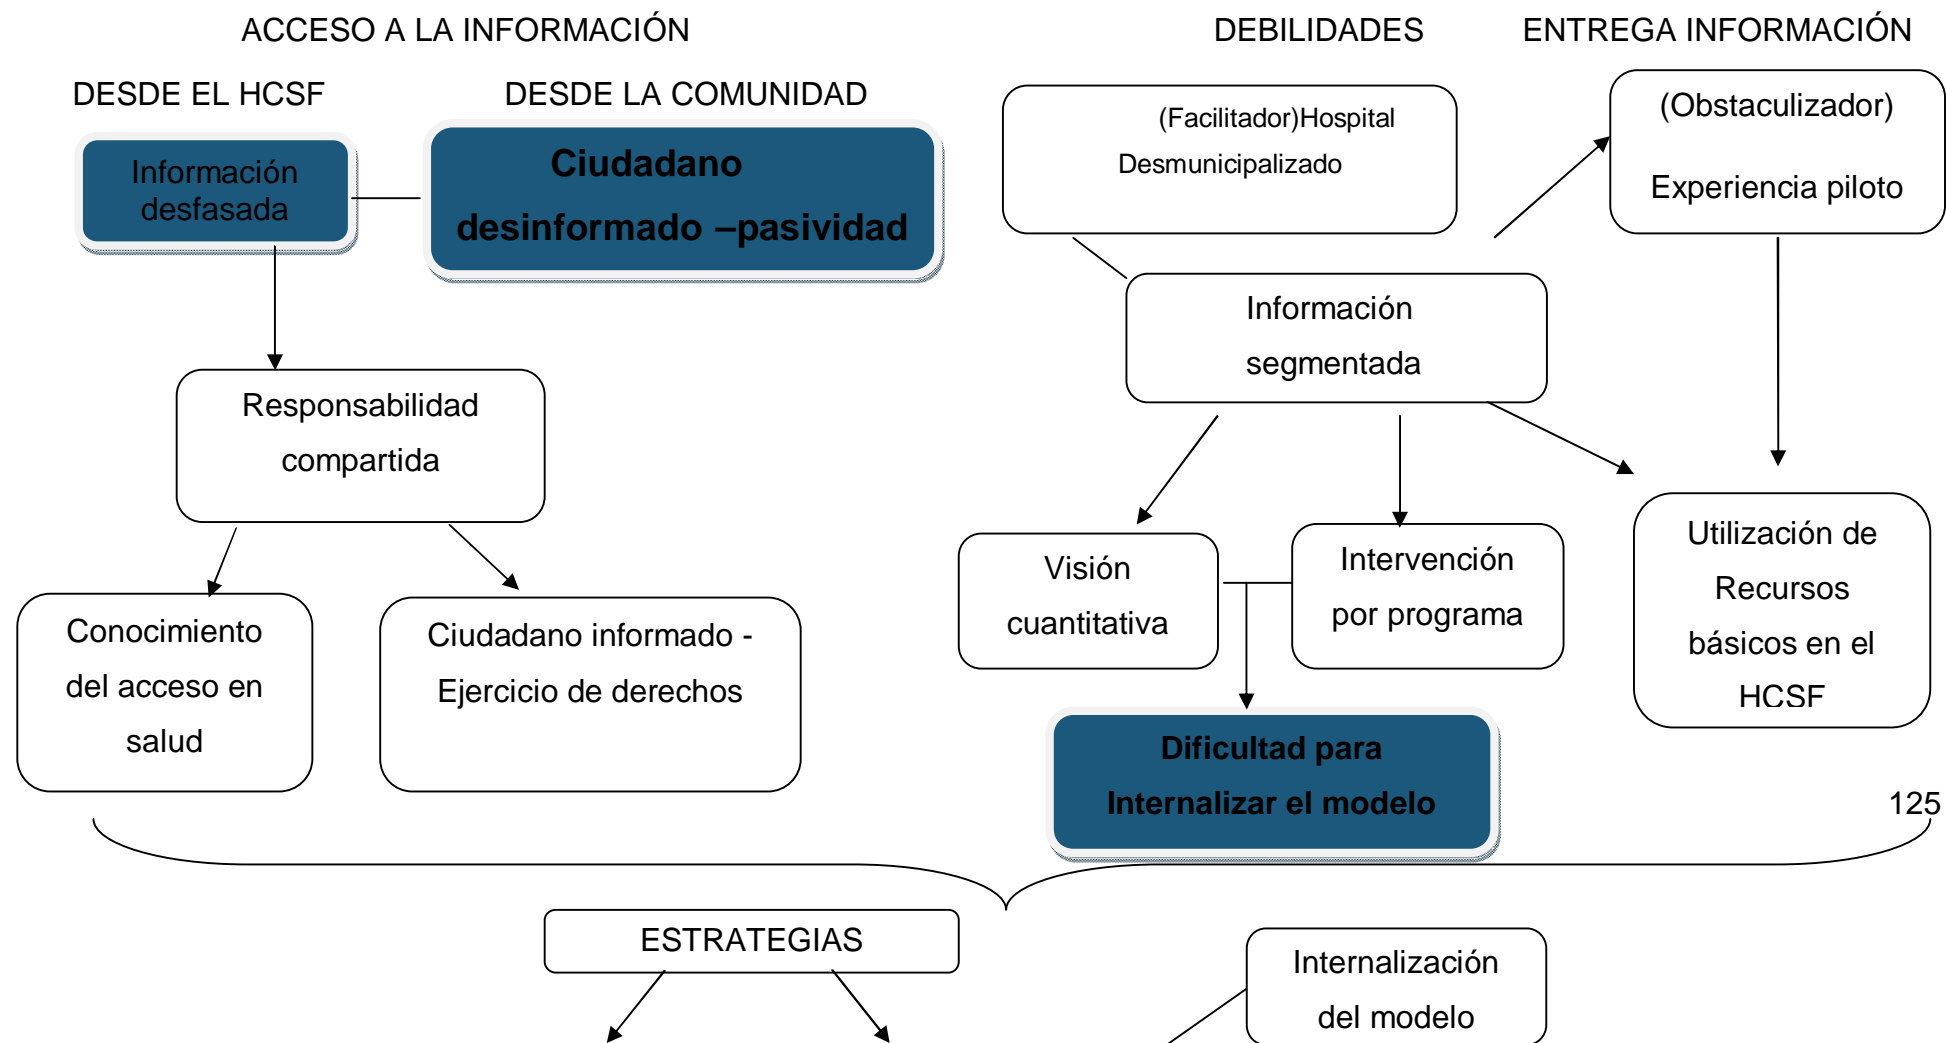 ACCESO A LA INFORMACIÓN
DEBILIDADES
ENTREGA INFORMACIÓN
DESDE EL HCSF
DESDE LA COMUNIDAD
Información
desfasada
Ciudadano
desinformado –pasividad
(Facilitador)Hospital
Desmunicipalizado
(Obstaculizador)
Experiencia piloto
Información
segmentada
Responsabilidad
compartida
Visión
cuantitativa
Intervención
por programa
Utilización de
Recursos
básicos en el
HCSF
Conocimiento
del acceso en
salud
Ciudadano informado -
Ejercicio de derechos
Dificultad para
Internalizar el modelo
125
ESTRATEGIAS
Internalización
del modelo